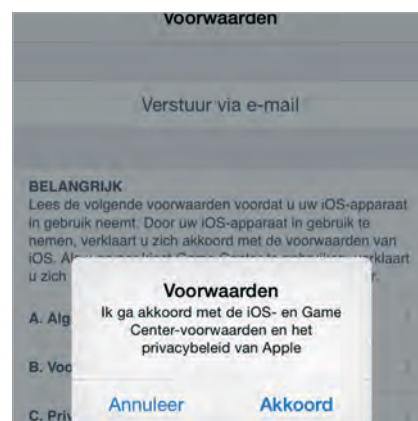 Voorwaarden
Verstuur via e-mail
BELANGRIJK
Lees de volgende voorwaarden voordat u uw iOS-apparaat
in gebruik neemt. Door uw iOS-apparaat in gebruik te
nemen, verklaart u zich akkoord met de voorwaarden van
iOS.
u zich
Voorwaarden
Ik ga akkoord met de iOS- en Game
Center-voorwaarden en het
privacybeleid van Apple
Annuleer Akkoord
A. Alg
B. Voo
C. Priv